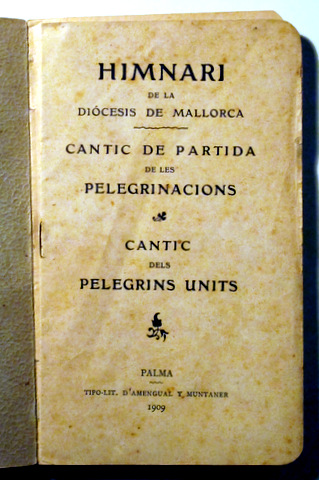 HIMNARI
DE LA
DIÓCESIS DE MALLORCA
CANTIC DE PARTIDA
DE LES
PELEGRINACIONS
CANTIC
DELS
PELEGRINS UNITS
PALMA
TIPO-LIT. D'AMENGUAL Y MUNTANER
1909